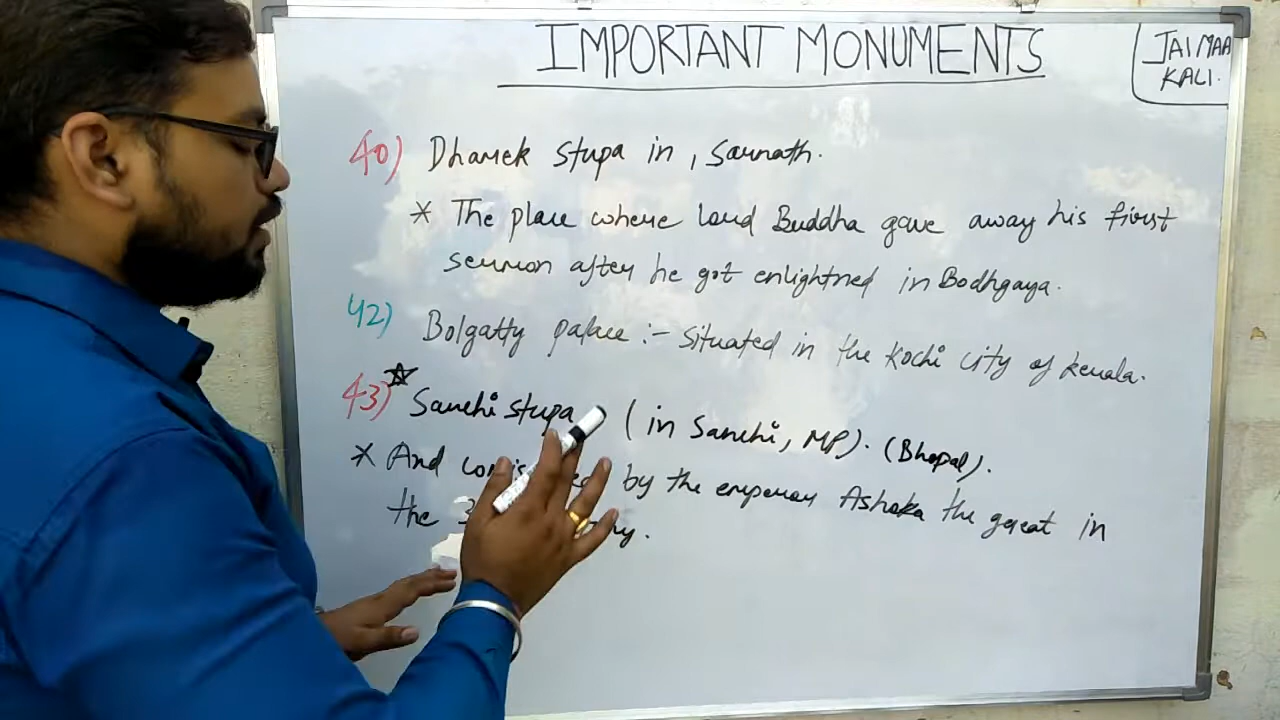 IMPORTANT MONUMENTS
JAI MAA
KALI.
40) Dhamek stupa in, Sarnath.
* The place where lord Buddha gave away his first
sermon after he got enlightned in Bodhgaya.
42) Bolgatty palace :- situated in the Kochi city of kerala.
43) Sanchi stupa (in Sanchi, MP). (Bhopal).
* And by the emperor Ashoka the great in
the